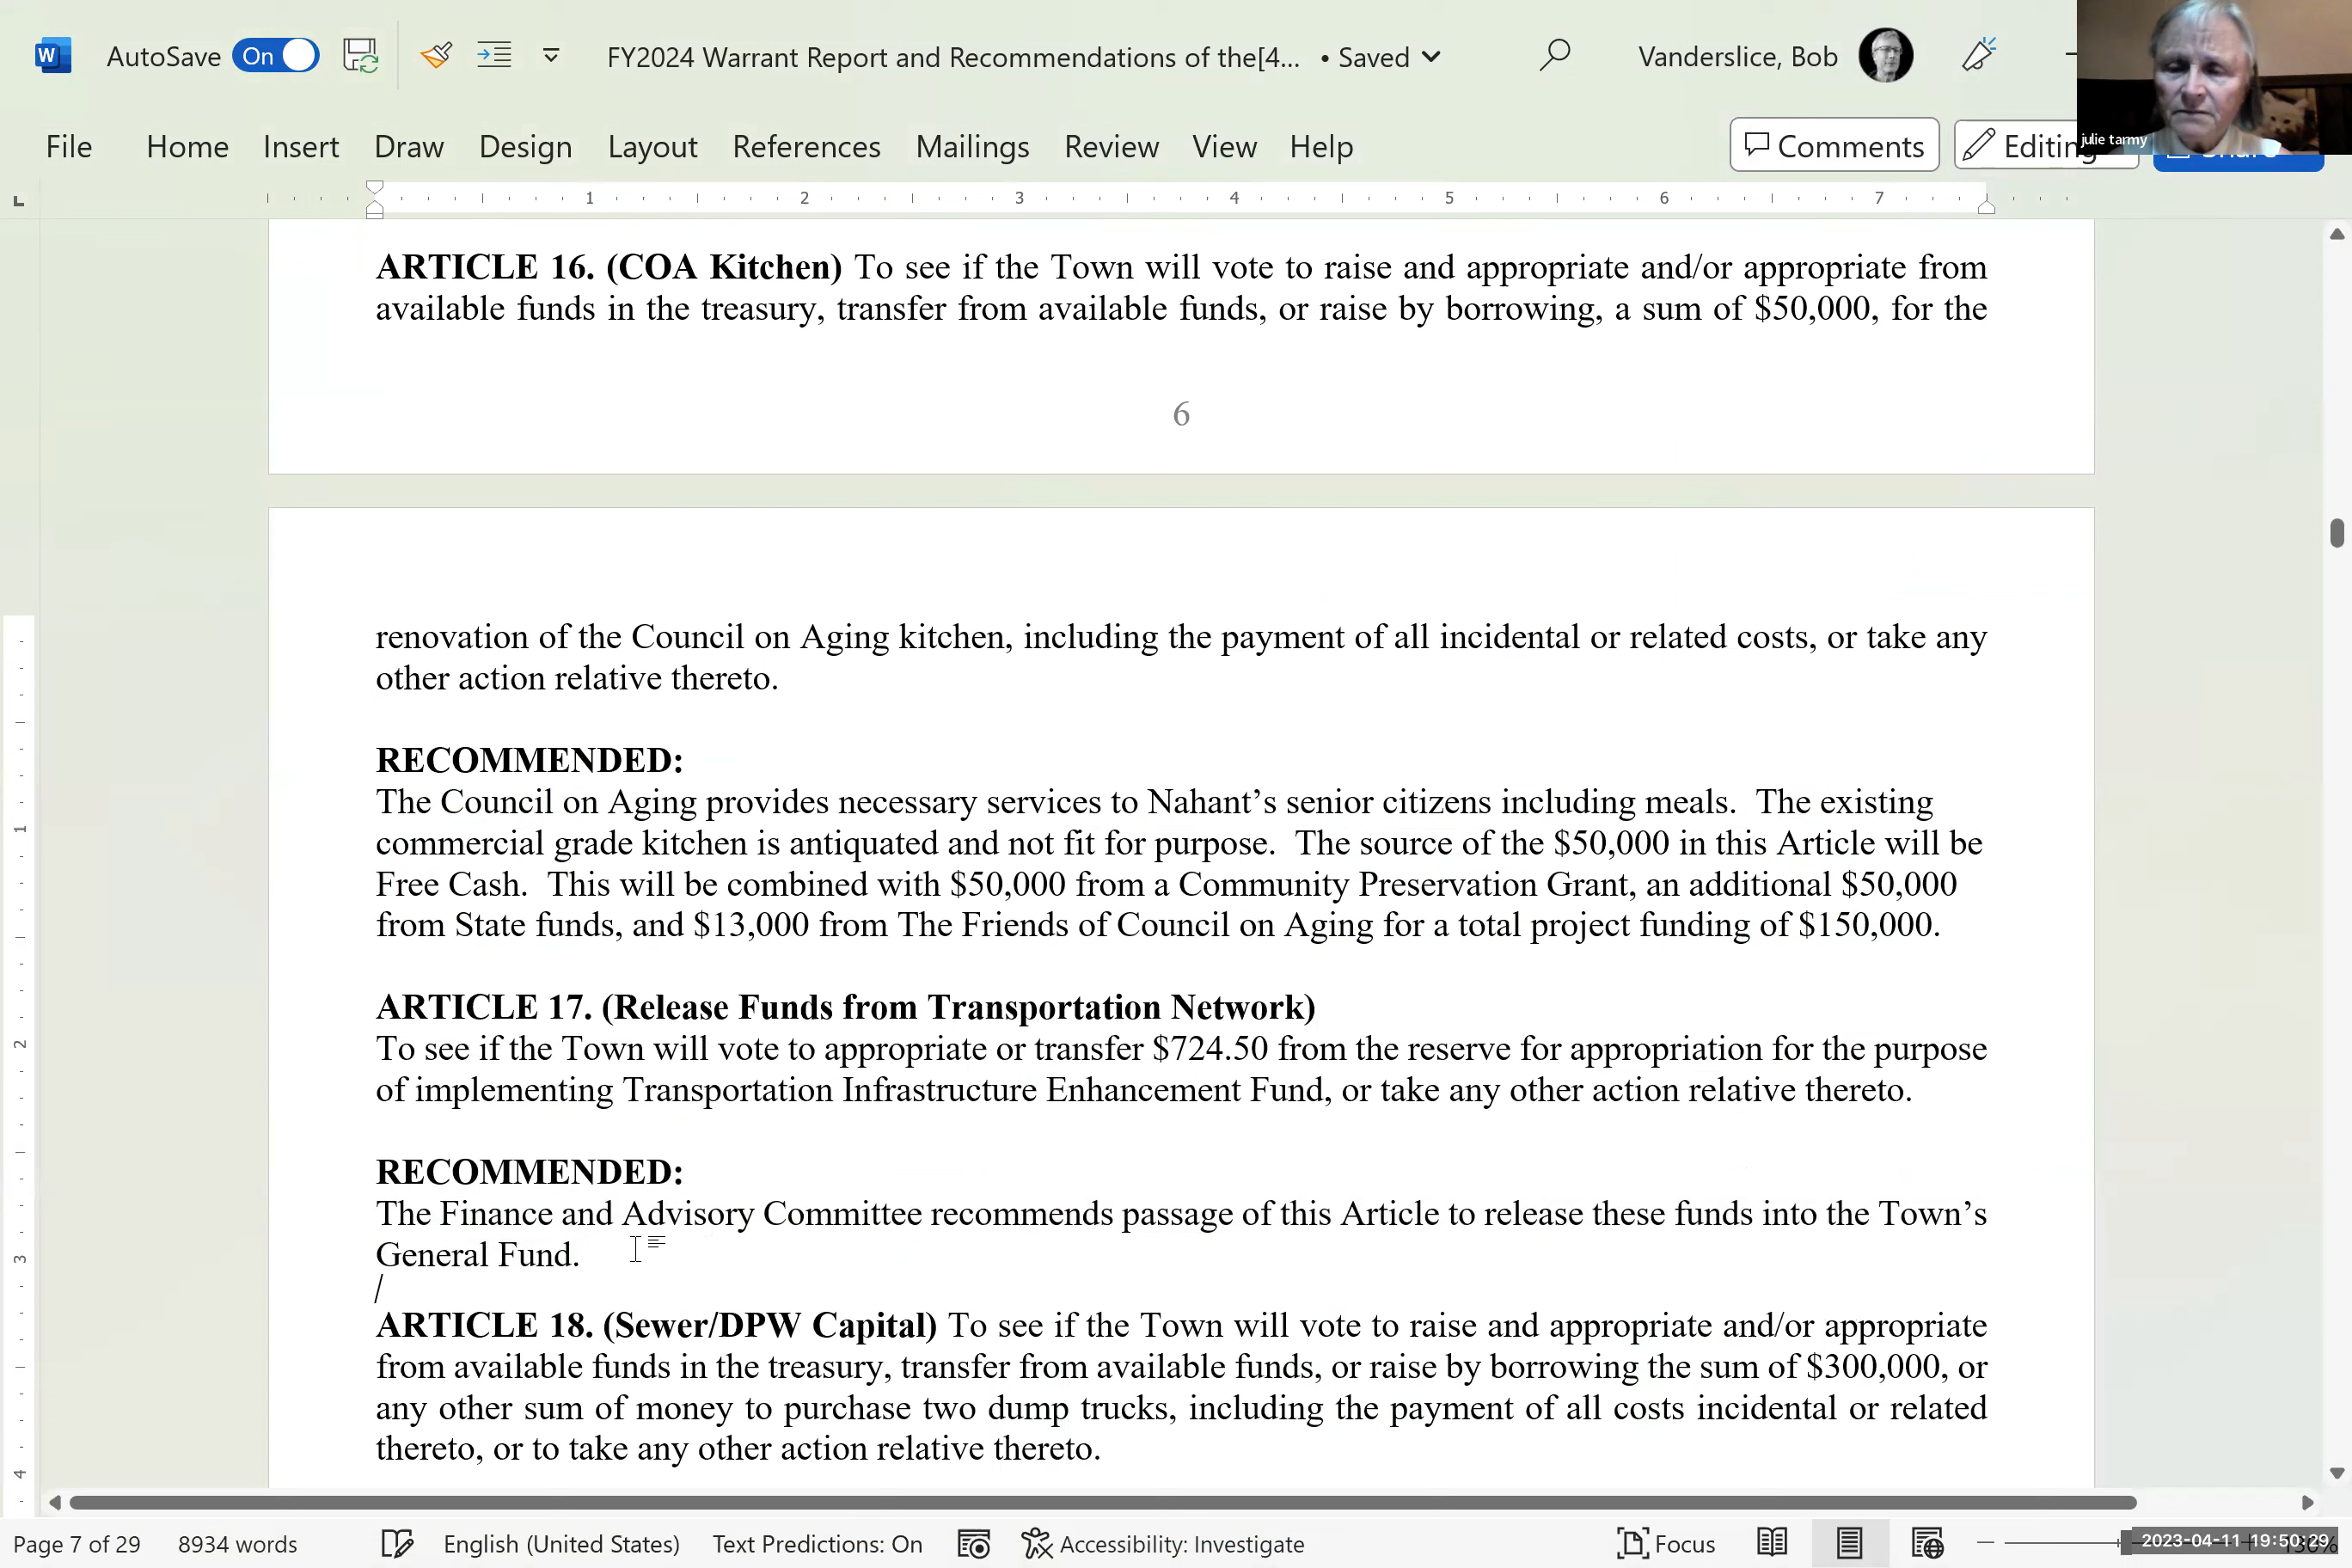 AutoSave On FY2024 Warrant Report and Recommendations of the[4... • Saved Vanderslice, Bob
julie tarmy
File Home Insert Draw Design Layout References Mailings Review View Help Comments Editing
1 2 3 4 5 6 7
ARTICLE 16. (COA Kitchen) To see if the Town will vote to raise and appropriate and/or appropriate from
available funds in the treasury, transfer from available funds, or raise by borrowing, a sum of $50,000, for the
6
renovation of the Council on Aging kitchen, including the payment of all incidental or related costs, or take any
other action relative thereto.
RECOMMENDED:
The Council on Aging provides necessary services to Nahant’s senior citizens including meals.  The existing
commercial grade kitchen is antiquated and not fit for purpose.  The source of the $50,000 in this Article will be
Free Cash.  This will be combined with $50,000 from a Community Preservation Grant, an additional $50,000
from State funds, and $13,000 from The Friends of Council on Aging for a total project funding of $150,000.
ARTICLE 17. (Release Funds from Transportation Network)
To see if the Town will vote to appropriate or transfer $724.50 from the reserve for appropriation for the purpose
of implementing Transportation Infrastructure Enhancement Fund, or take any other action relative thereto.
RECOMMENDED:
The Finance and Advisory Committee recommends passage of this Article to release these funds into the Town’s
General Fund.
/
ARTICLE 18. (Sewer/DPW Capital) To see if the Town will vote to raise and appropriate and/or appropriate
from available funds in the treasury, transfer from available funds, or raise by borrowing the sum of $300,000, or
any other sum of money to purchase two dump trucks, including the payment of all costs incidental or related
thereto, or to take any other action relative thereto.
1
2
3
4
Page 7 of 29 8934 words English (United States) Text Predictions: On Accessibility: Investigate Focus
2023-04-11 19:50:29